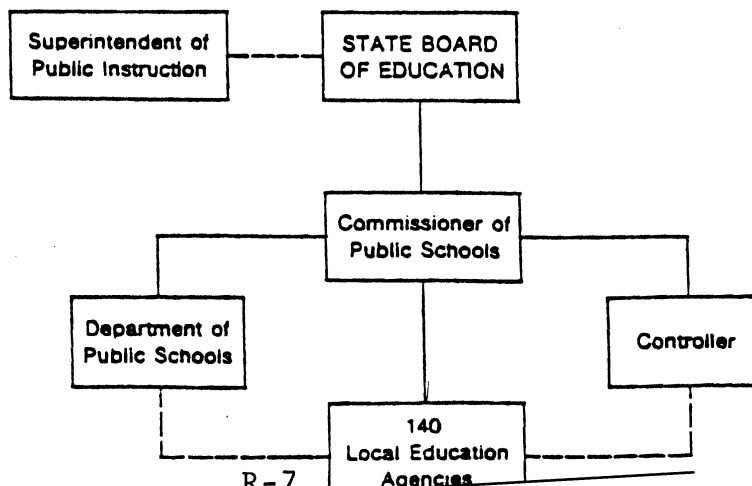 Superintendent of
Public Instruction
STATE BOARD
OF EDUCATION
Commissioner of
Public Schools
Department of
Public Schools
Controller
140
Local Education
Agencies
R-7